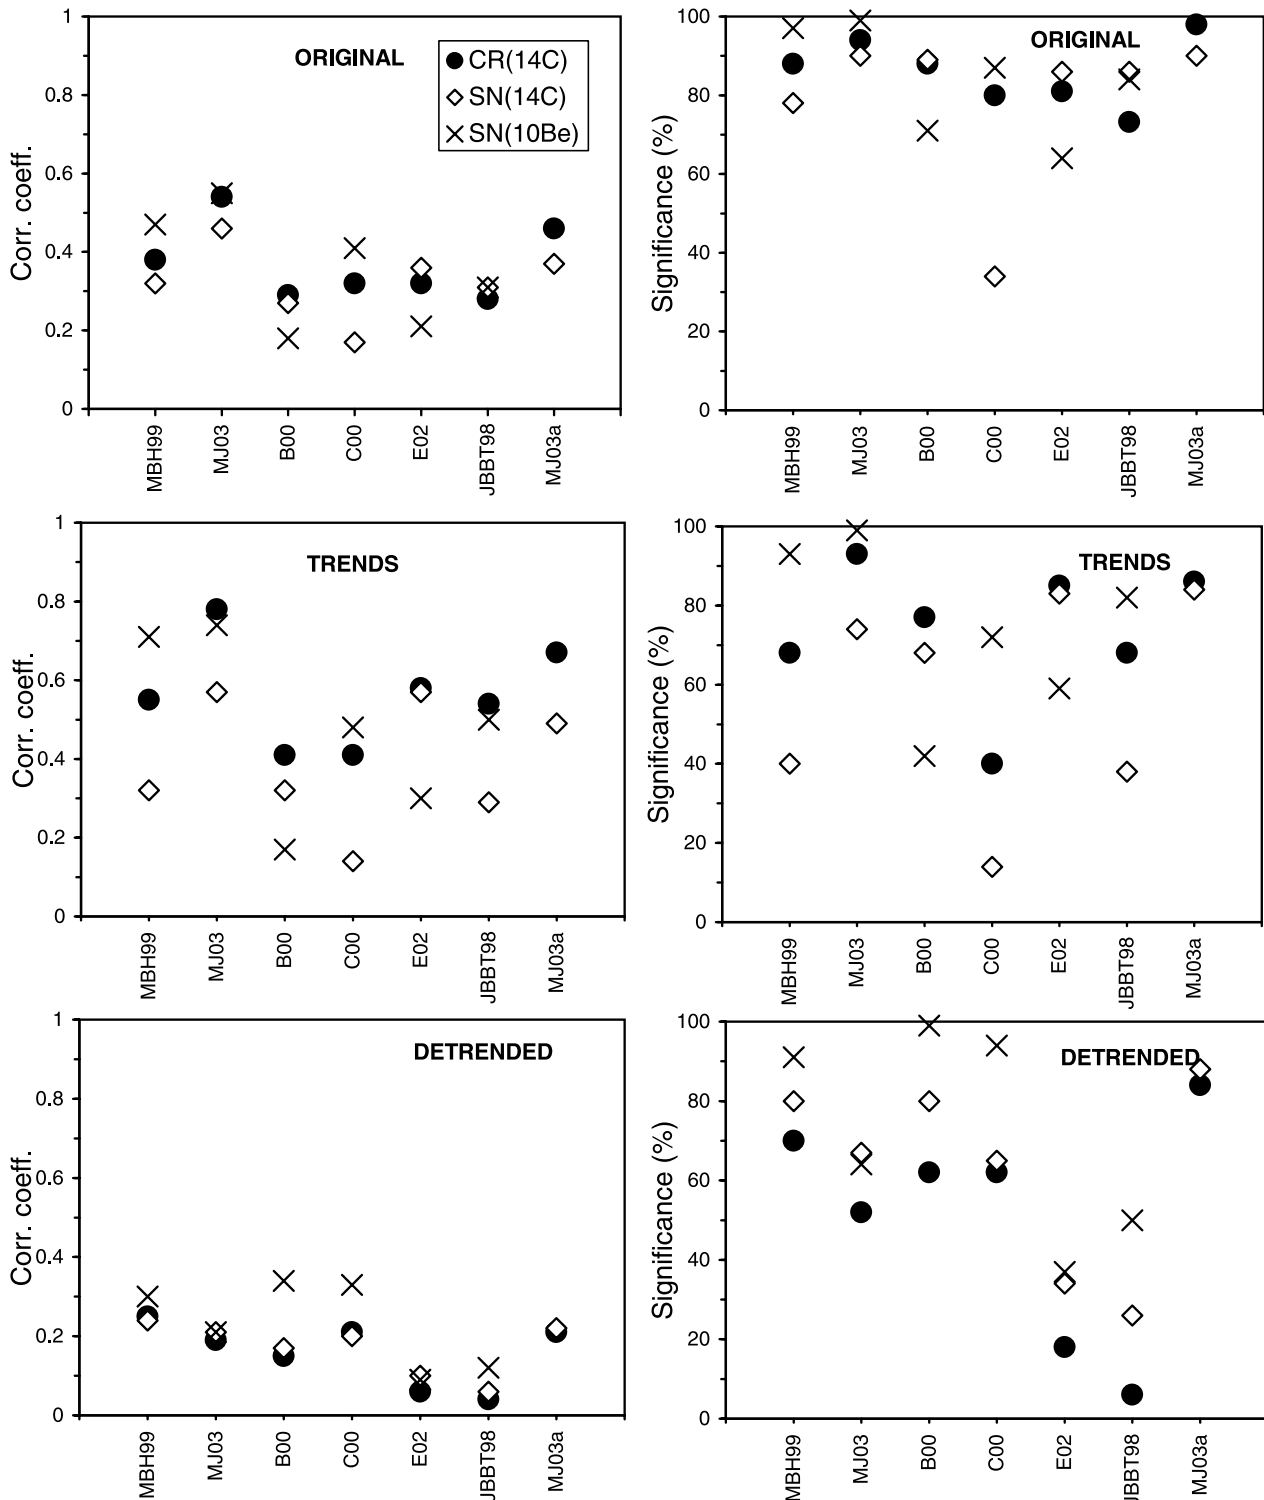 ORIGINAL
CR(14C)
SN(14C)
SN(10Be)
Corr. coeff.
1
0.8
0.6
0.4
0.2
0
MBH99
MJ03
B00
C00
E02
JBBT98
MJ03a
ORIGINAL
Significance (%)
100
80
60
40
20
0
MBH99
MJ03
B00
C00
E02
JBBT98
MJ03a
TRENDS
Corr. coeff.
1
0.8
0.6
0.4
0.2
0
MBH99
MJ03
B00
C00
E02
JBBT98
MJ03a
TRENDS
Significance (%)
100
80
60
40
20
0
MBH99
MJ03
B00
C00
E02
JBBT98
MJ03a
DETRENDED
Corr. coeff.
1
0.8
0.6
0.4
0.2
0
MBH99
MJ03
B00
C00
E02
JBBT98
MJ03a
DETRENDED
Significance (%)
100
80
60
40
20
0
MBH99
MJ03
B00
C00
E02
JBBT98
MJ03a